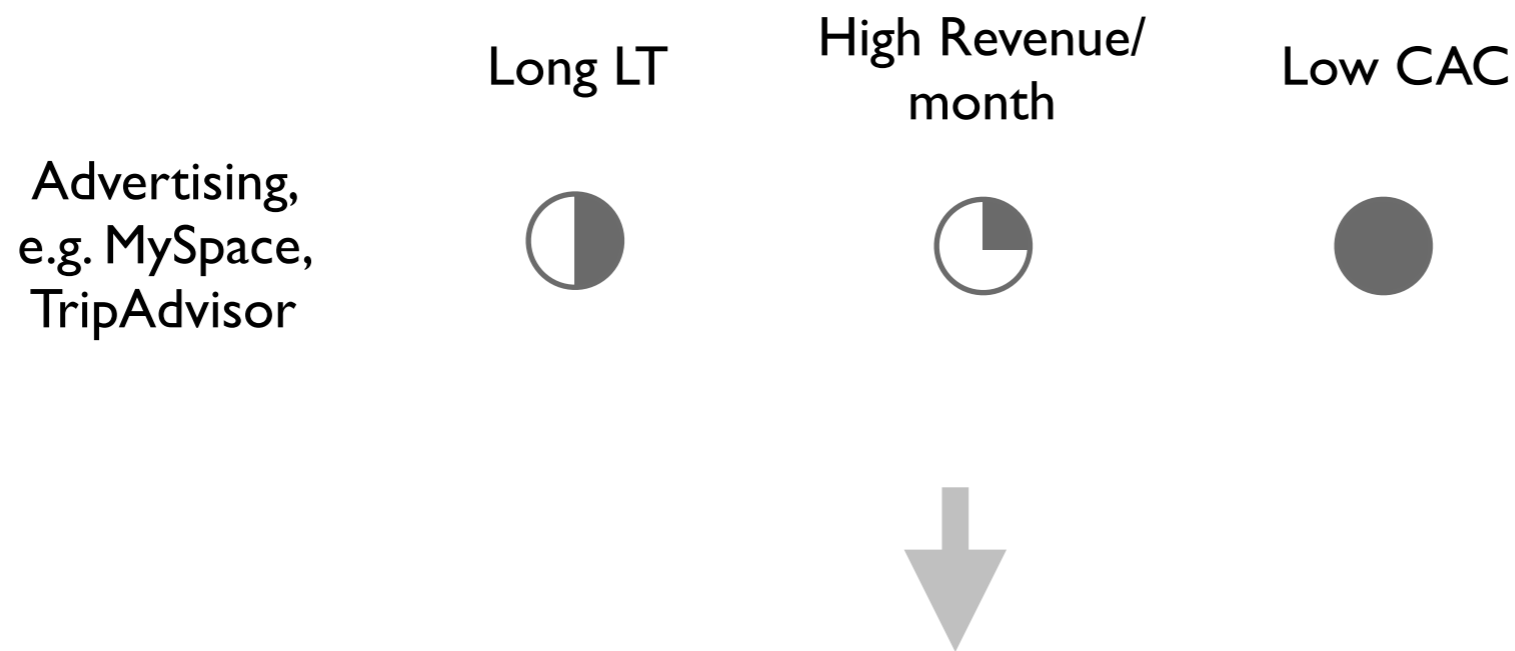 Long LT
High Revenue/
month
Low CAC
Advertising,
e.g. MySpace,
TripAdvisor